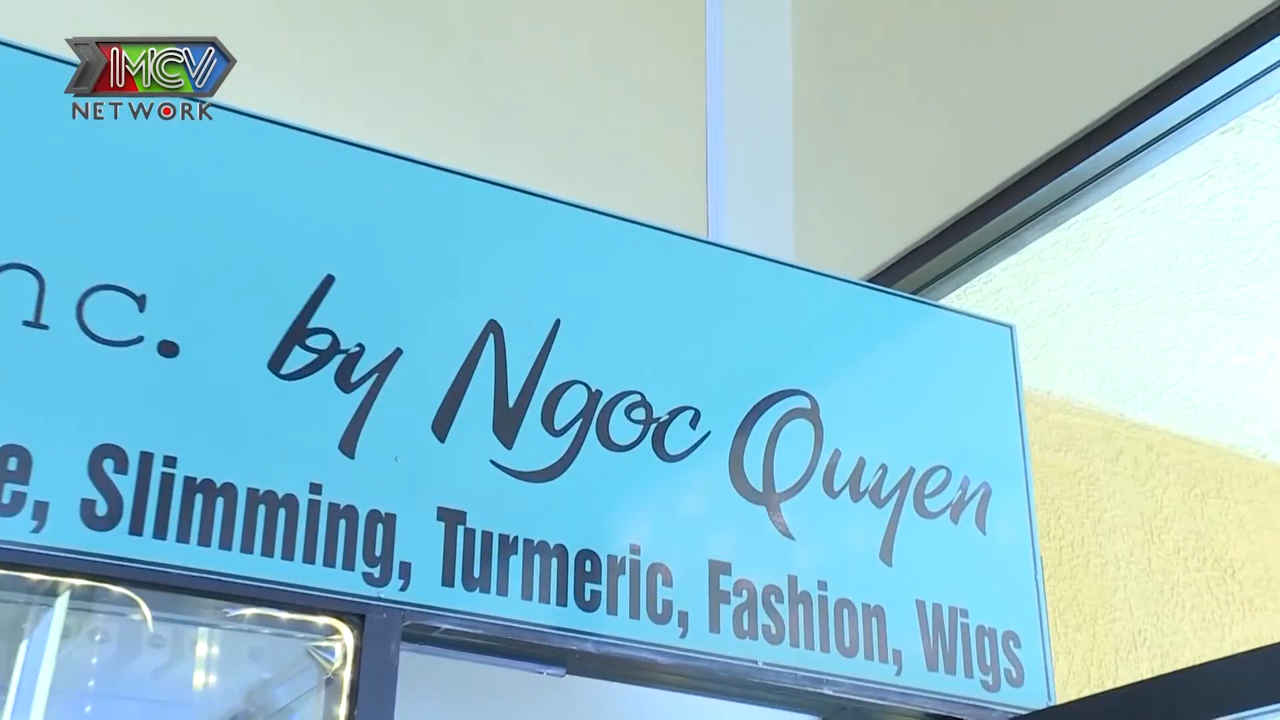 MCV
NETWORK
nc. by Ngoc Quyen
e, Slimming, Turmeric, Fashion, Wigs